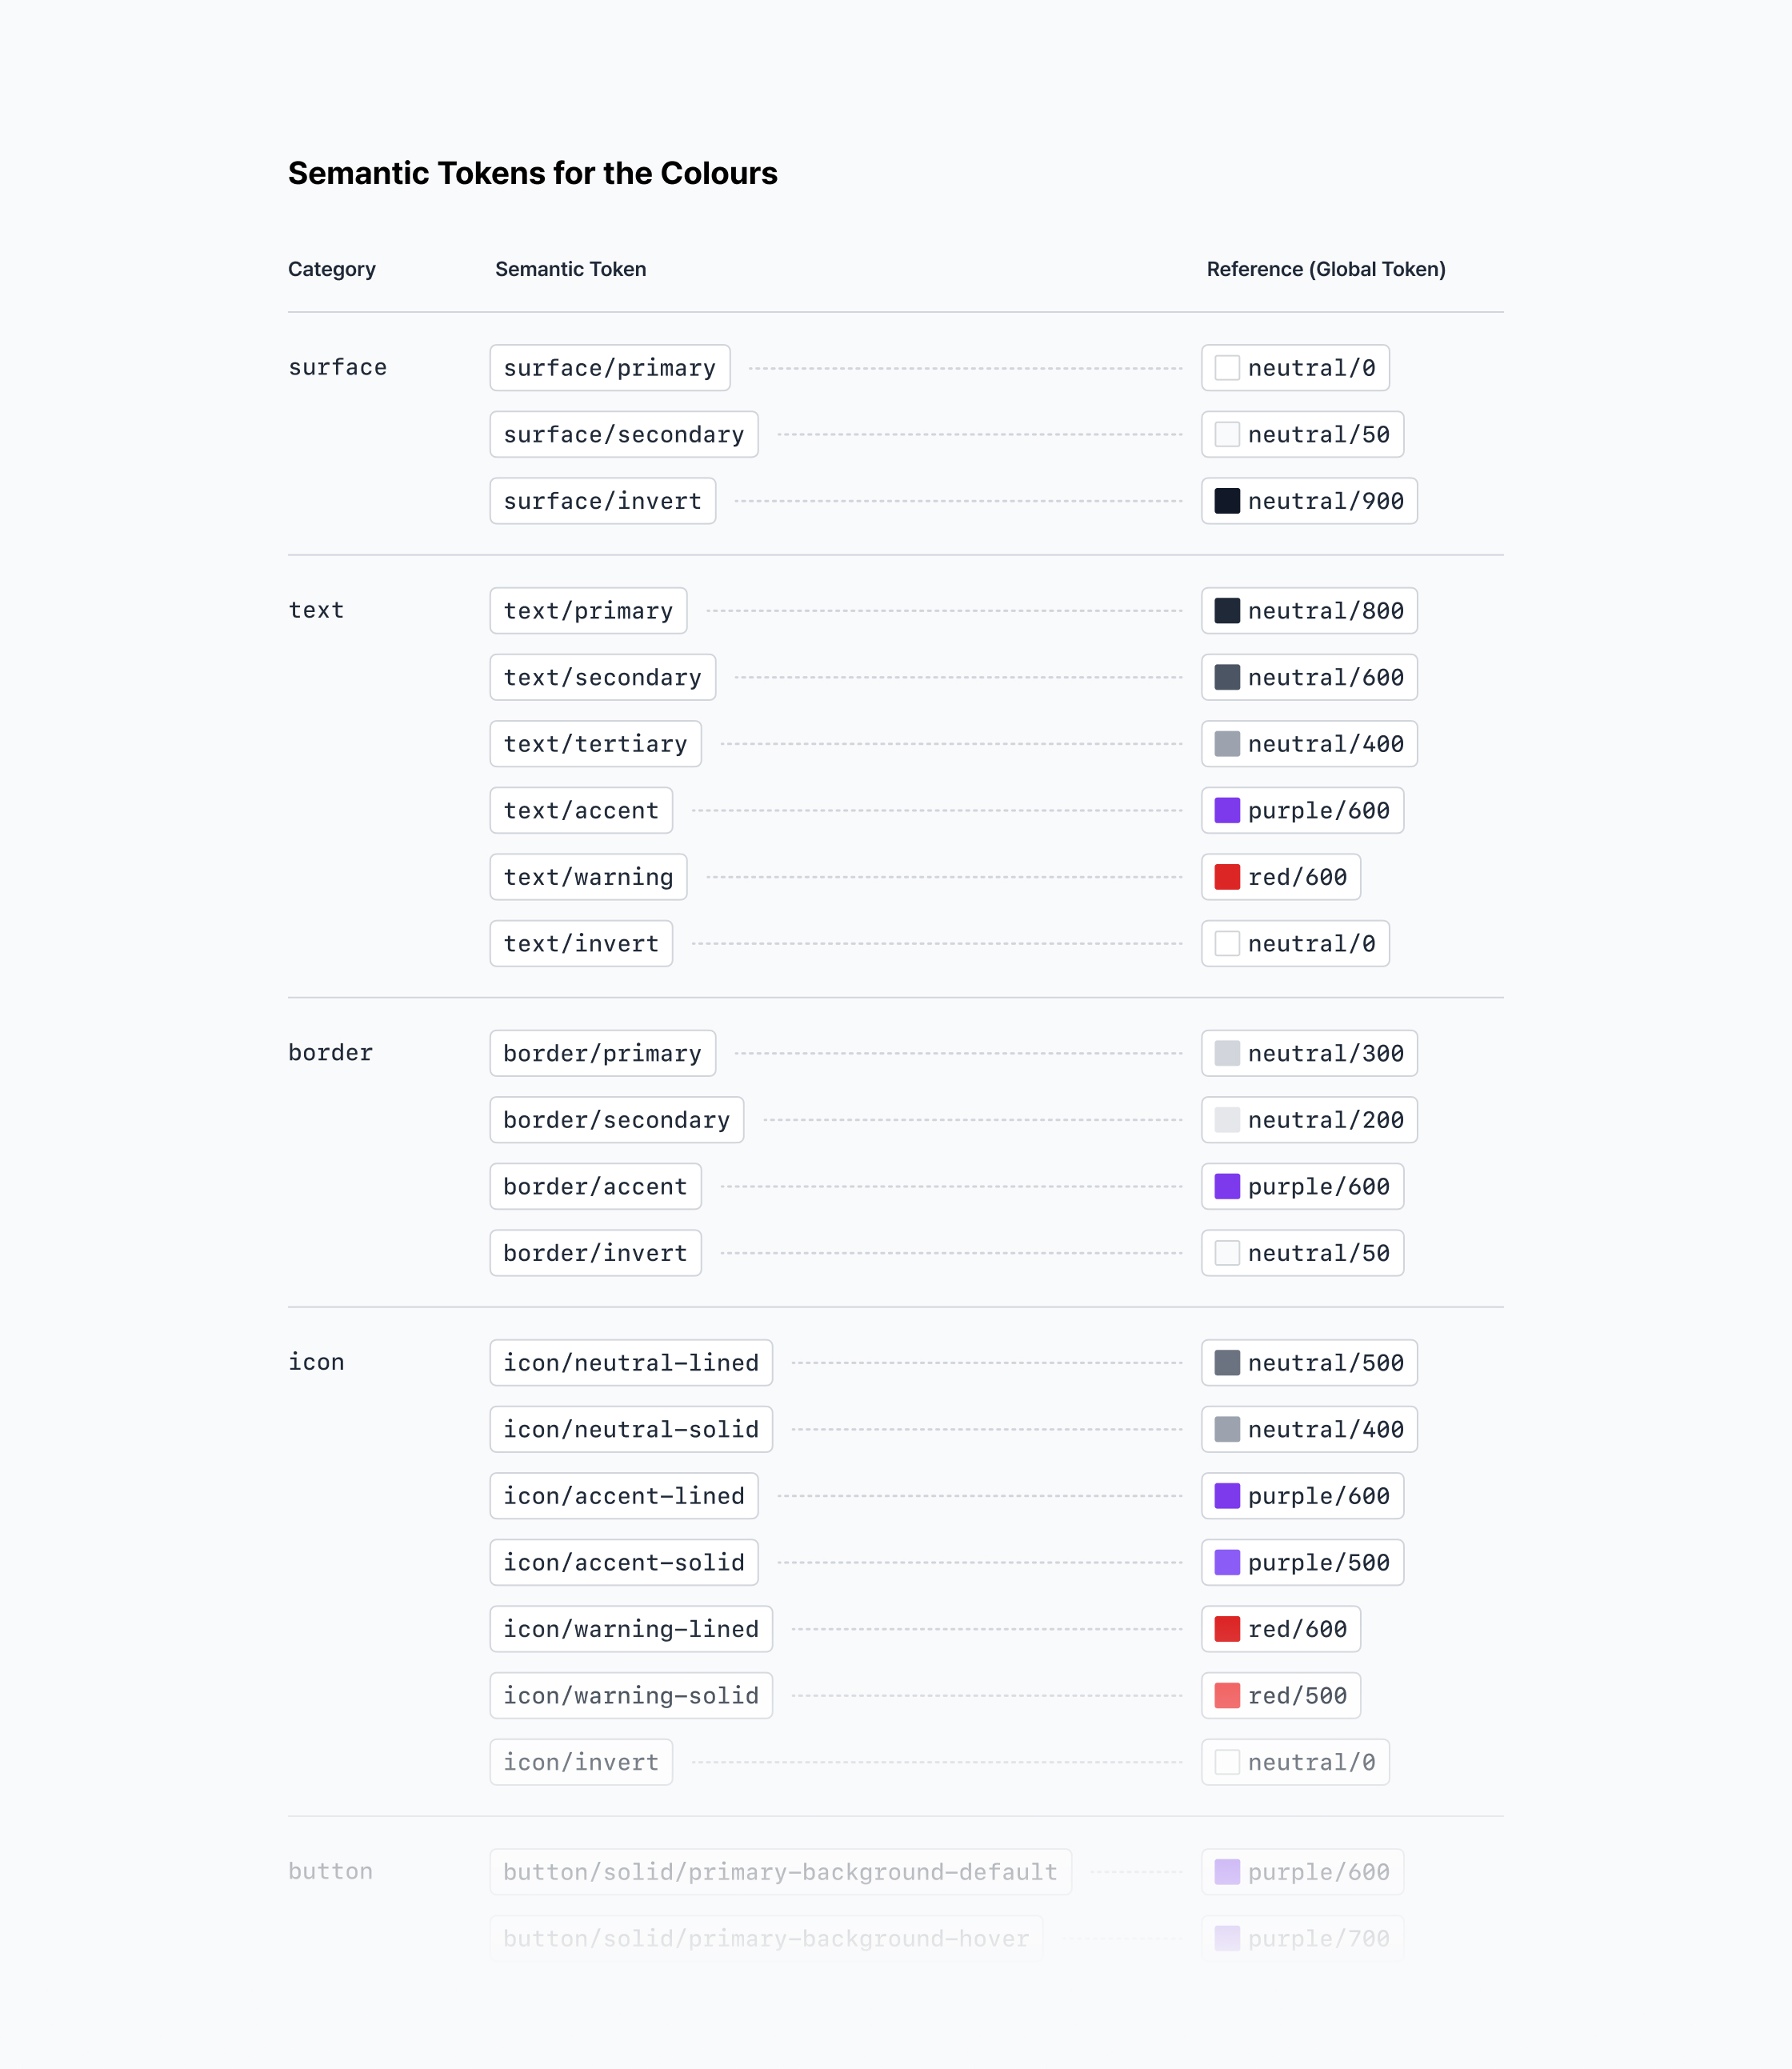 Semantic Tokens for the Colours
Category Semantic Token Reference (Global Token)
surface surface/primary neutral/0
surface/secondary neutral/50
surface/invert neutral/900
text text/primary neutral/800
text/secondary neutral/600
text/tertiary neutral/400
text/accent purple/600
text/warning red/600
text/invert neutral/0
border border/primary neutral/300
border/secondary neutral/200
border/accent purple/600
border/invert neutral/50
icon icon/neutral-lined neutral/500
icon/neutral-solid neutral/400
icon/accent-lined purple/600
icon/accent-solid purple/500
icon/warning-lined red/600
icon/warning-solid red/500
icon/invert neutral/0
button button/solid/primary-background-default purple/600
button/solid/primary-background-hover purple/700